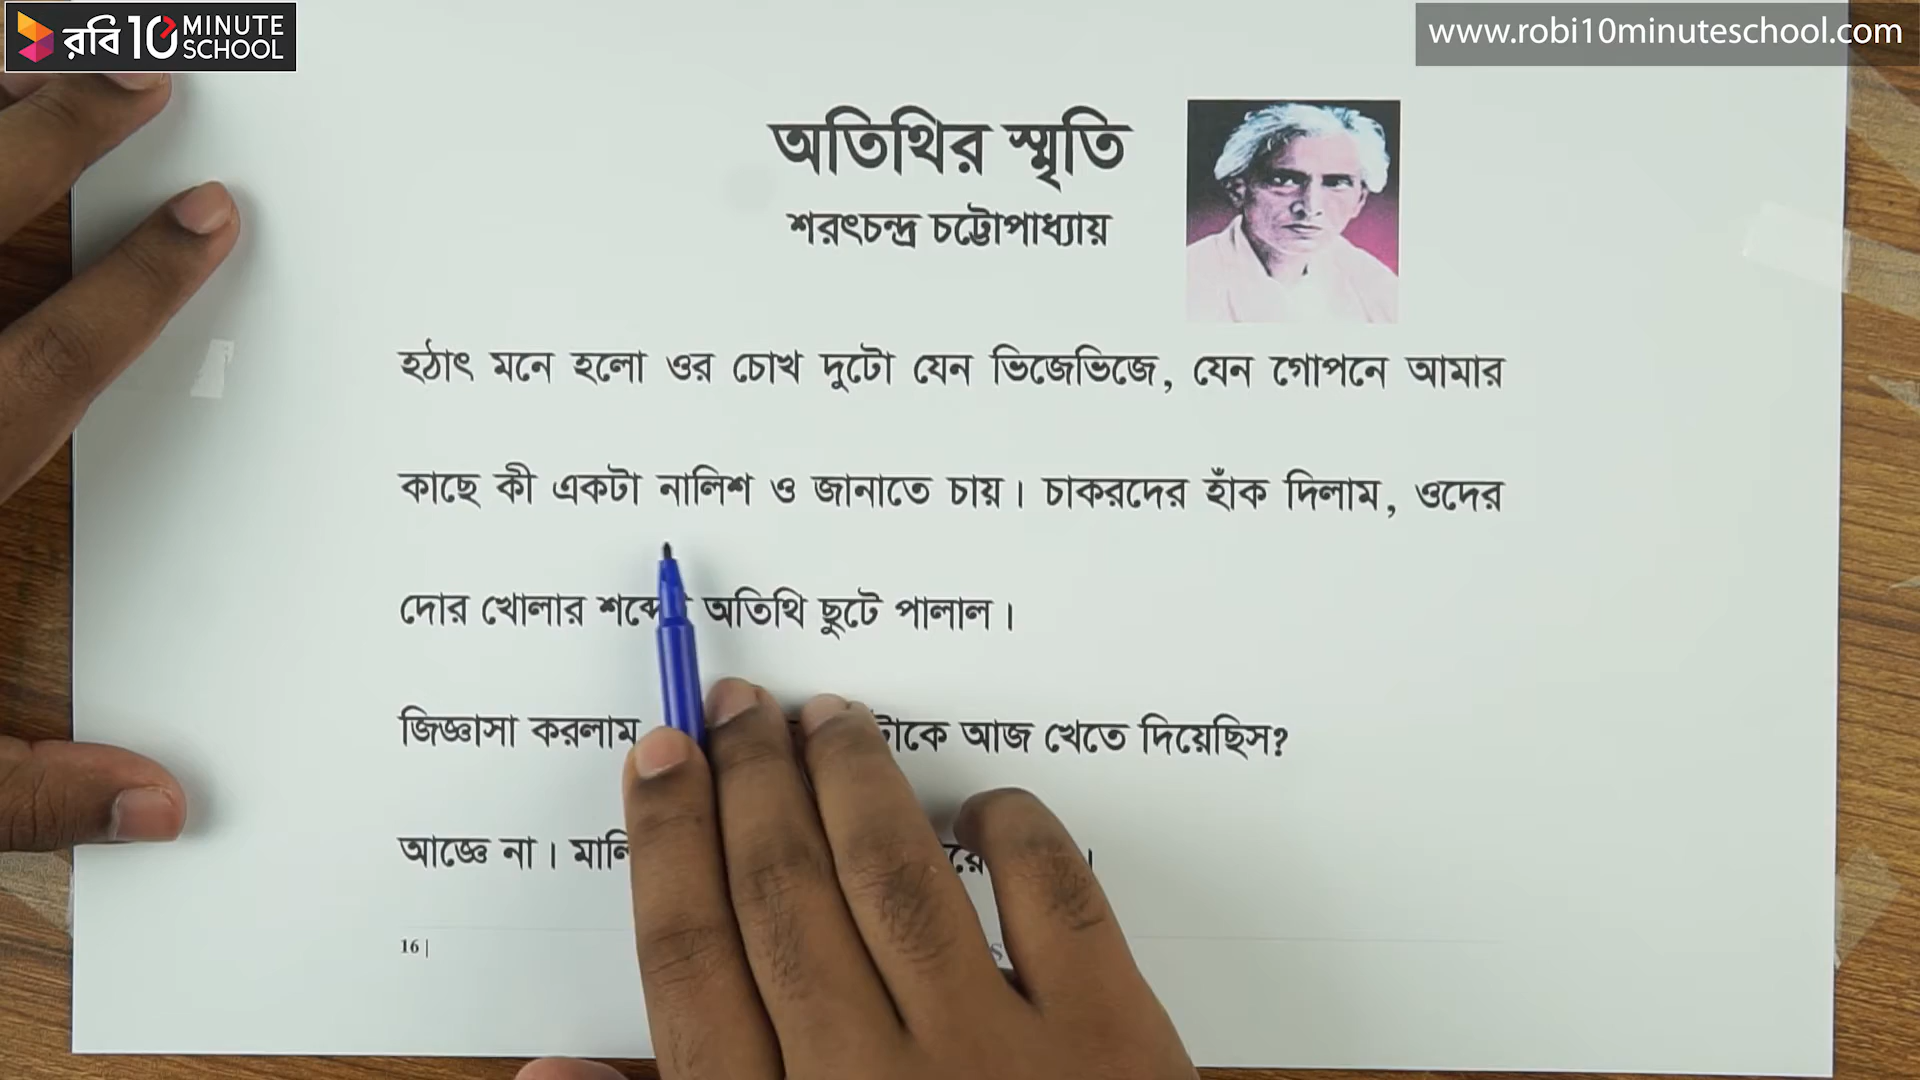 রবি 10 MINUTE SCHOOL
www.robi10minuteschool.com
অতিথির স্মৃতি
শরৎচন্দ্র চট্টোপাধ্যায়
হঠাৎ মনে হলো ওর চোখ দুটো যেন ভিজেভিজে, যেন গোপনে আমার
কাছে কী একটা নালিশ ও জানাতে চায়। চাকরদের হাঁক দিলাম, ওদের
দোর খোলার অতিথি ছুটে পালাল।
জিজ্ঞাসা করলাম আজ খেতে দিয়েছিস?
আজ্ঞে না।
16 |